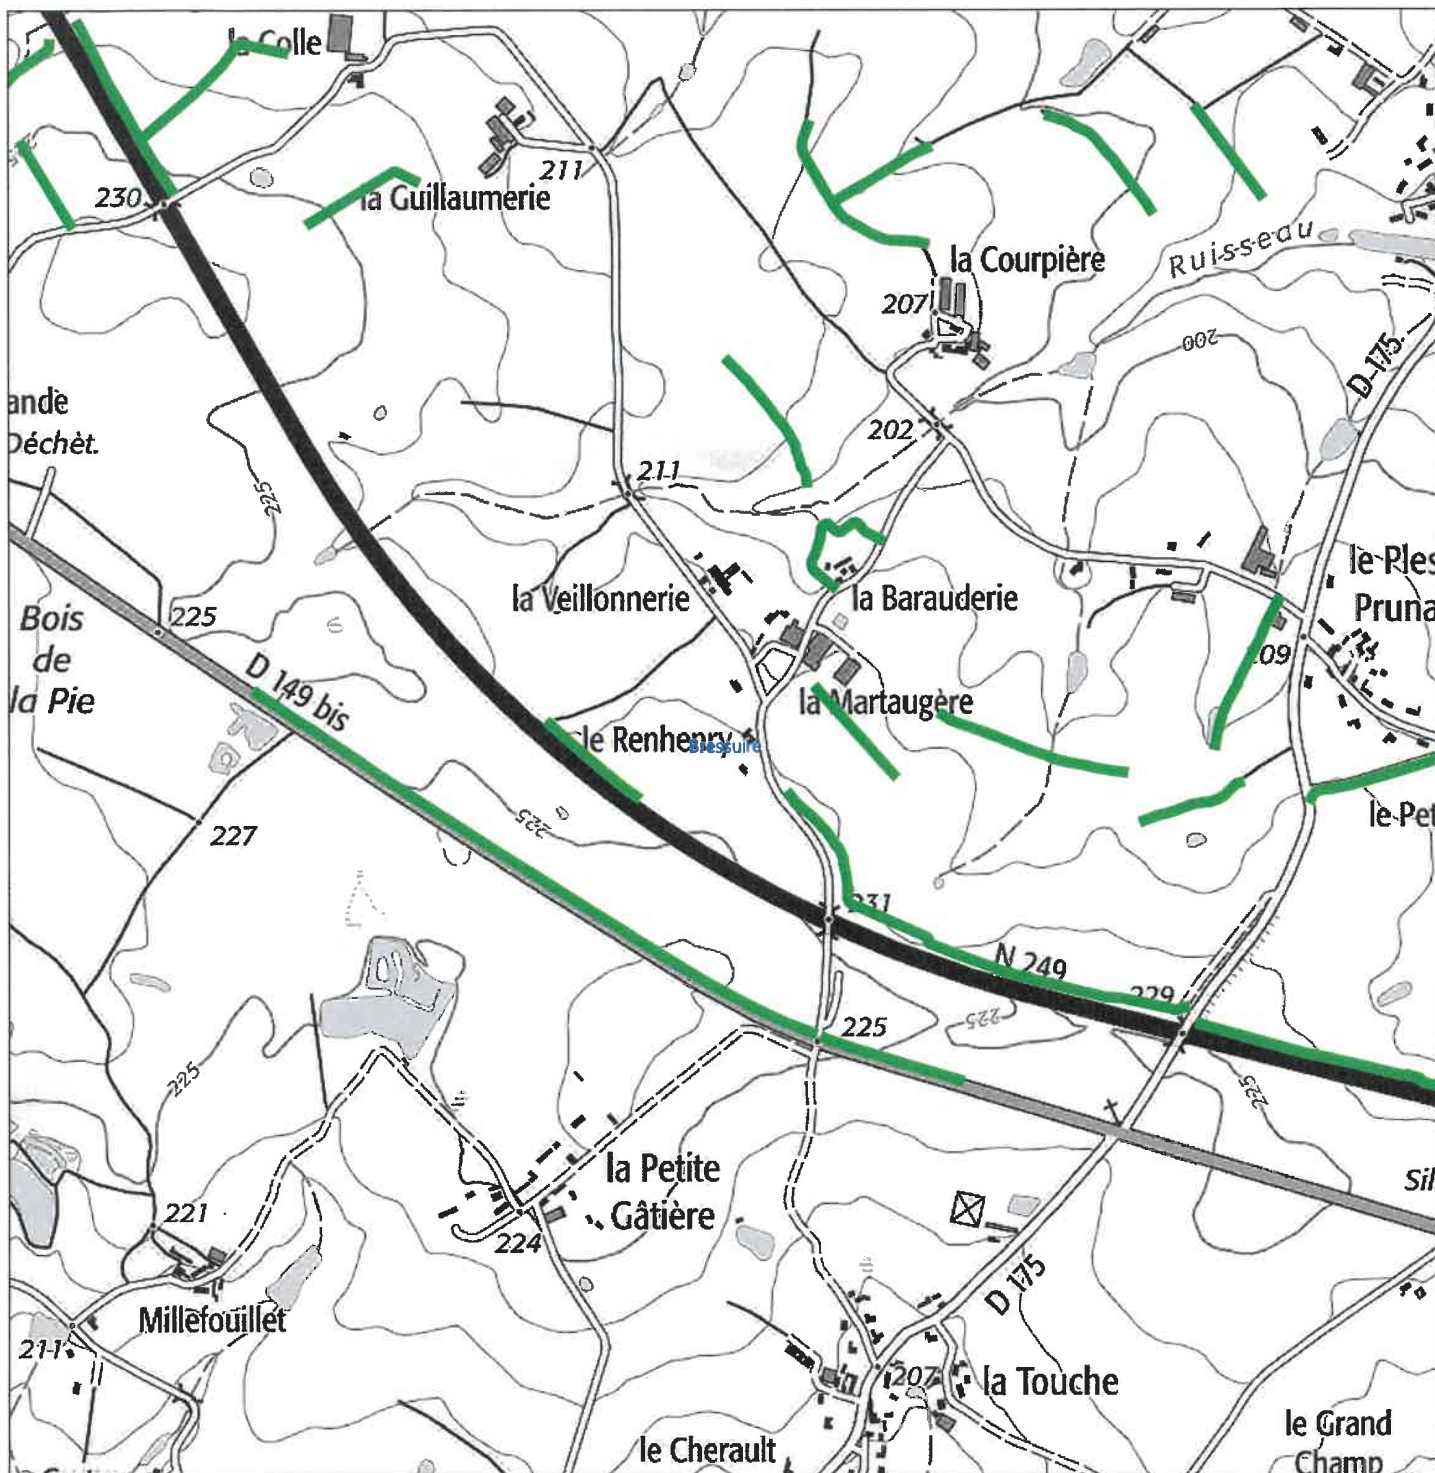 la Colle
211
230
la Guillaumerie
la Courpière
Ruisseau
207
200
D 175
ande
Déchèt.
202
225
211
la Veillonnerie
la Barauderie
le Ples
Pruna
Bois
de
la Pie
225
209
D 149 bis
la Martaugère
le Renhenry
Bressuire
227
225
le Pet
231
N 249
229
225
225
225
225
la Petite
Gâtière
Sil
221
224
D 175
Millefouillet
211
207
la Touche
le Grand
Champ
le Cherault